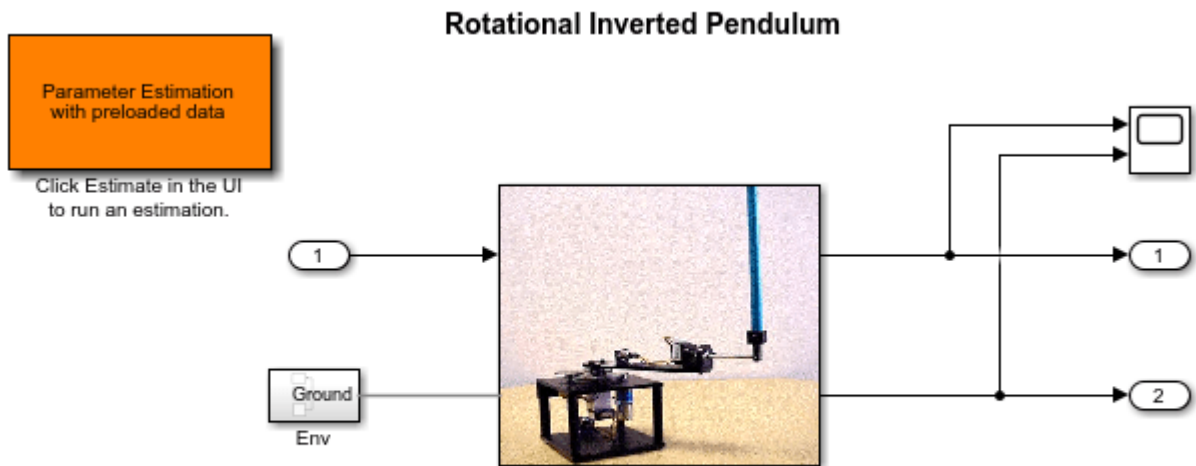 Rotational Inverted Pendulum
Parameter Estimation
with preloaded data
Click Estimate in the UI
to run an estimation.
1
1
Ground
Env
2